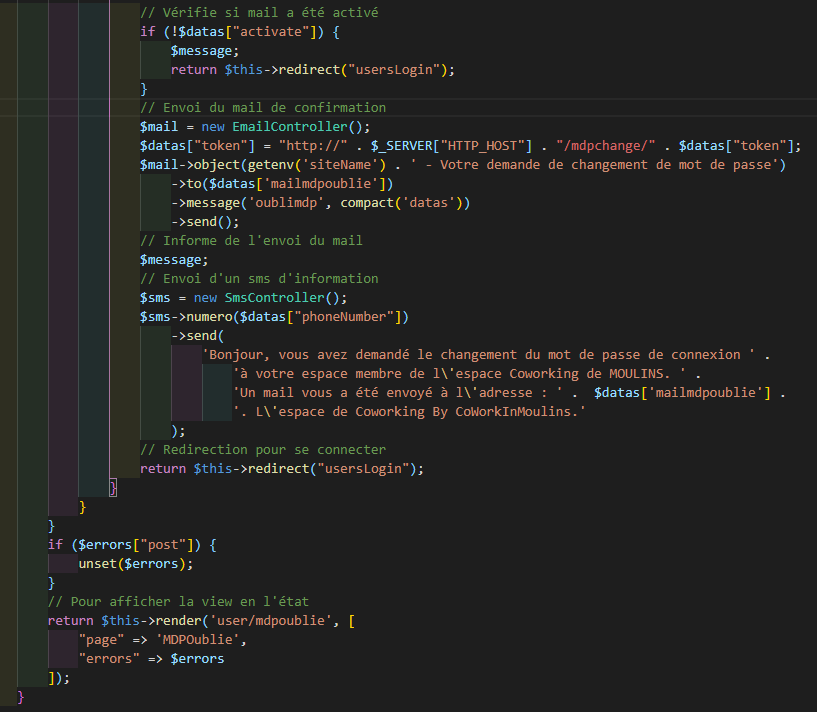 // Vérifie si mail a été activé
if (!$datas["activate"]) {
$message;
return $this->redirect("usersLogin");
}
// Envoi du mail de confirmation
$mail = new EmailController();
$datas["token"] = "http://" . $_SERVER["HTTP_HOST"] . "/mdpchange/" . $datas["token"];
$mail->object(getenv('siteName') . ' - Votre demande de changement de mot de passe')
->to($datas['mailmdpoublie'])
->message('oublimdp', compact('datas'))
->send();
// Informe de l'envoi du mail
$message;
// Envoi d'un sms d'information
$sms = new SmsController();
$sms->numero($datas["phoneNumber"])
->send(
'Bonjour, vous avez demandé le changement du mot de passe de connexion ' .
'à votre espace membre de l\'espace Coworking de MOULINS. ' .
'Un mail vous a été envoyé à l\'adresse : ' .  $datas['mailmdpoublie'] .
'. L\'espace de Coworking By CoWorkInMoulins.'
);
// Redirection pour se connecter
return $this->redirect("usersLogin");
}
}
}
if ($errors["post"]) {
unset($errors);
}
// Pour afficher la view en l'état
return $this->render('user/mdpoublie', [
"page" => 'MDPOublie',
"errors" => $errors
]);
}